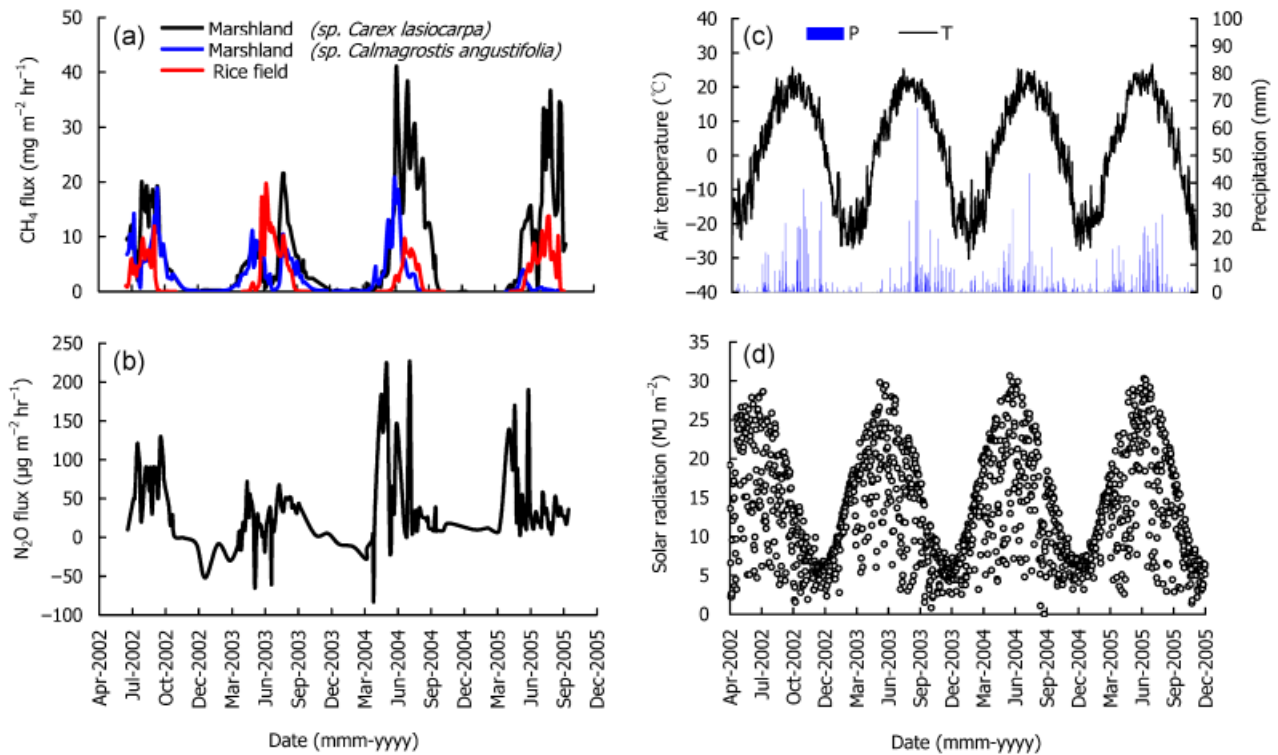 (a)
Marshland (sp. Carex lasiocarpa)
Marshland (sp. Calmagrostis angustifolia)
Rice field
CH₄ flux (mg m⁻² hr⁻¹)
50
40
30
20
10
0
(c)
P
T
Air temperature (℃)
40
30
20
10
0
−10
−20
−30
−40
Precipitation (mm)
100
90
80
70
60
50
40
30
20
10
0
(b)
N₂O flux (µg m⁻² hr⁻¹)
250
200
150
100
50
0
−50
−100
Apr-2002
Jul-2002
Oct-2002
Dec-2002
Mar-2003
Jun-2003
Sep-2003
Dec-2003
Mar-2004
Jun-2004
Sep-2004
Dec-2004
Mar-2005
Jun-2005
Sep-2005
Dec-2005
Date (mmm-yyyy)
(d)
Solar radiation (MJ m⁻²)
35
30
25
20
15
10
5
0
Apr-2002
Jul-2002
Oct-2002
Dec-2002
Mar-2003
Jun-2003
Sep-2003
Dec-2003
Mar-2004
Jun-2004
Sep-2004
Dec-2004
Mar-2005
Jun-2005
Sep-2005
Dec-2005
Date (mmm-yyyy)